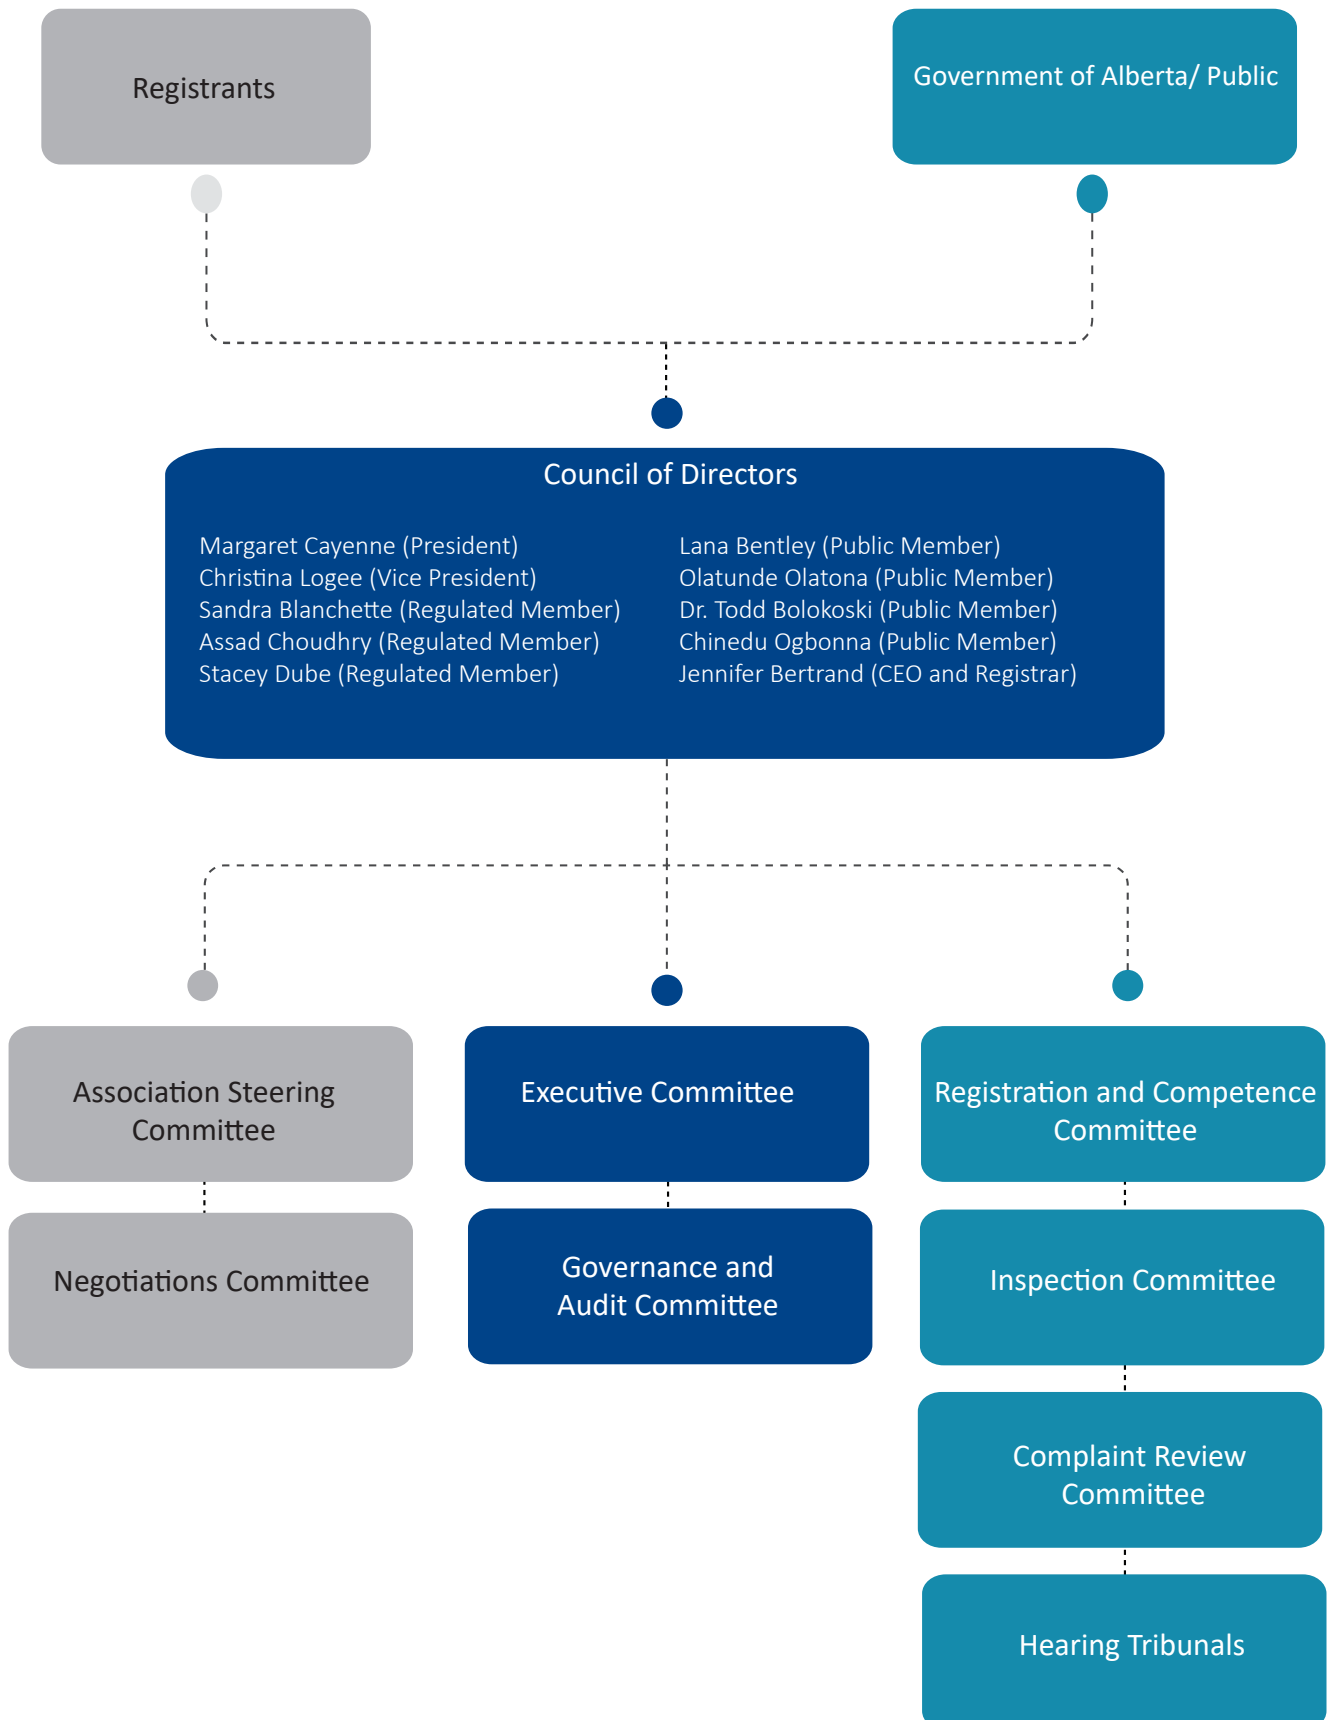 Registrants
Government of Alberta/ Public
Council of Directors
Margaret Cayenne (President)
Christina Logee (Vice President)
Sandra Blanchette (Regulated Member)
Assad Choudhry (Regulated Member)
Stacey Dube (Regulated Member)
Lana Bentley (Public Member)
Olatunde Olatona (Public Member)
Dr. Todd Bolokoski (Public Member)
Chinedu Ogbonna (Public Member)
Jennifer Bertrand (CEO and Registrar)
Association Steering
Committee
Negotiations Committee
Executive Committee
Governance and
Audit Committee
Registration and Competence
Committee
Inspection Committee
Complaint Review
Committee
Hearing Tribunals